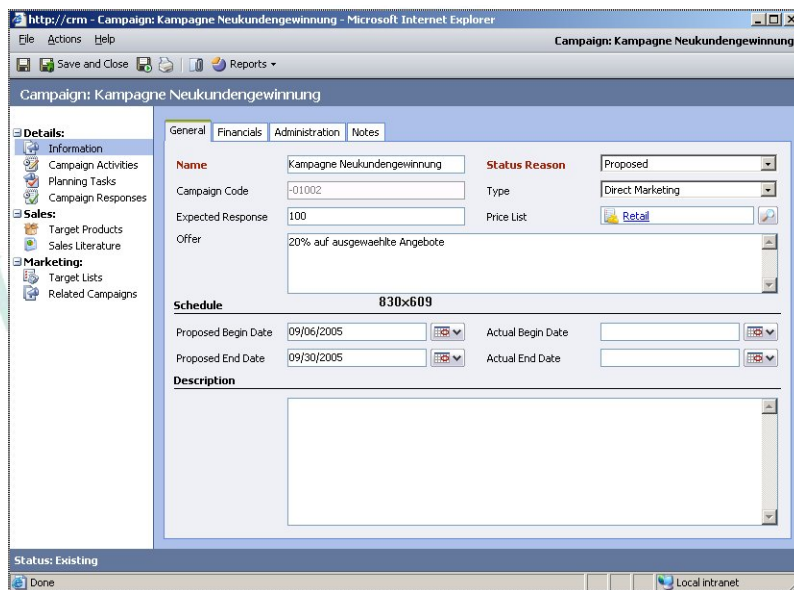 http://crm - Campaign: Kampagne Neukundengewinnung - Microsoft Internet Explorer
File Actions Help
Campaign: Kampagne Neukundengewinnung
Save and Close Reports
Campaign: Kampagne Neukundengewinnung
Details:
Information
Campaign Activities
Planning Tasks
Campaign Responses
Sales:
Target Products
Sales Literature
Marketing:
Target Lists
Related Campaigns
General Financials Administration Notes
Name Kampagne Neukundengewinnung Status Reason Proposed
Campaign Code -01002 Type Direct Marketing
Expected Response 100 Price List Retail
Offer 20% auf ausgewaehlte Angebote
830x609
Schedule
Proposed Begin Date 09/06/2005 Actual Begin Date
Proposed End Date 09/30/2005 Actual End Date
Description
Status: Existing
Done Local intranet